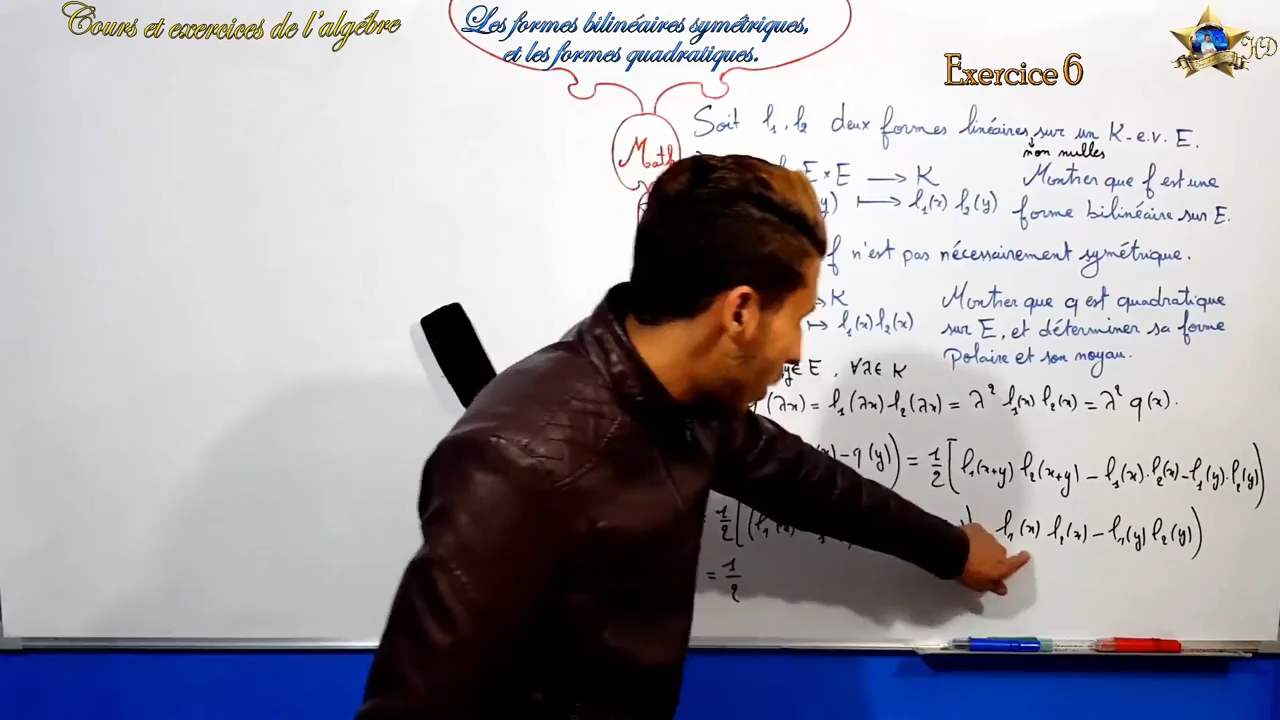 Cours et exercices de l'algébre
Les formes bilinéaires symétriques,
et les formes quadratiques.
HD
Exercice 6
Math
Soit l₁, l₂ deux formes linéaires sur un K-e.v. E.
non nulles
E × E → K Montrer que f est une
y) ↦ l₁(x) l₂(y) forme bilinéaire sur E.
f n'est pas nécessairement symétrique.
→ K Montrer que q est quadratique
↦ l₁(x) l₂(x) sur E, et déterminer sa forme
Polaire et son noyau.
y ∈ E, ∀λ ∈ K
(λx) = l₁(λx) l₂(λx) = λ² l₁(x) l₂(x) = λ² q(x).
- q(y)) = 1/2 [l₁(x+y) l₂(x+y) - l₁(x).l₂(x) - l₁(y).l₂(y)]
= 1/2 [(l₁ - l₁(x) l₂(x) - l₁(y) l₂(y))
= 1/2